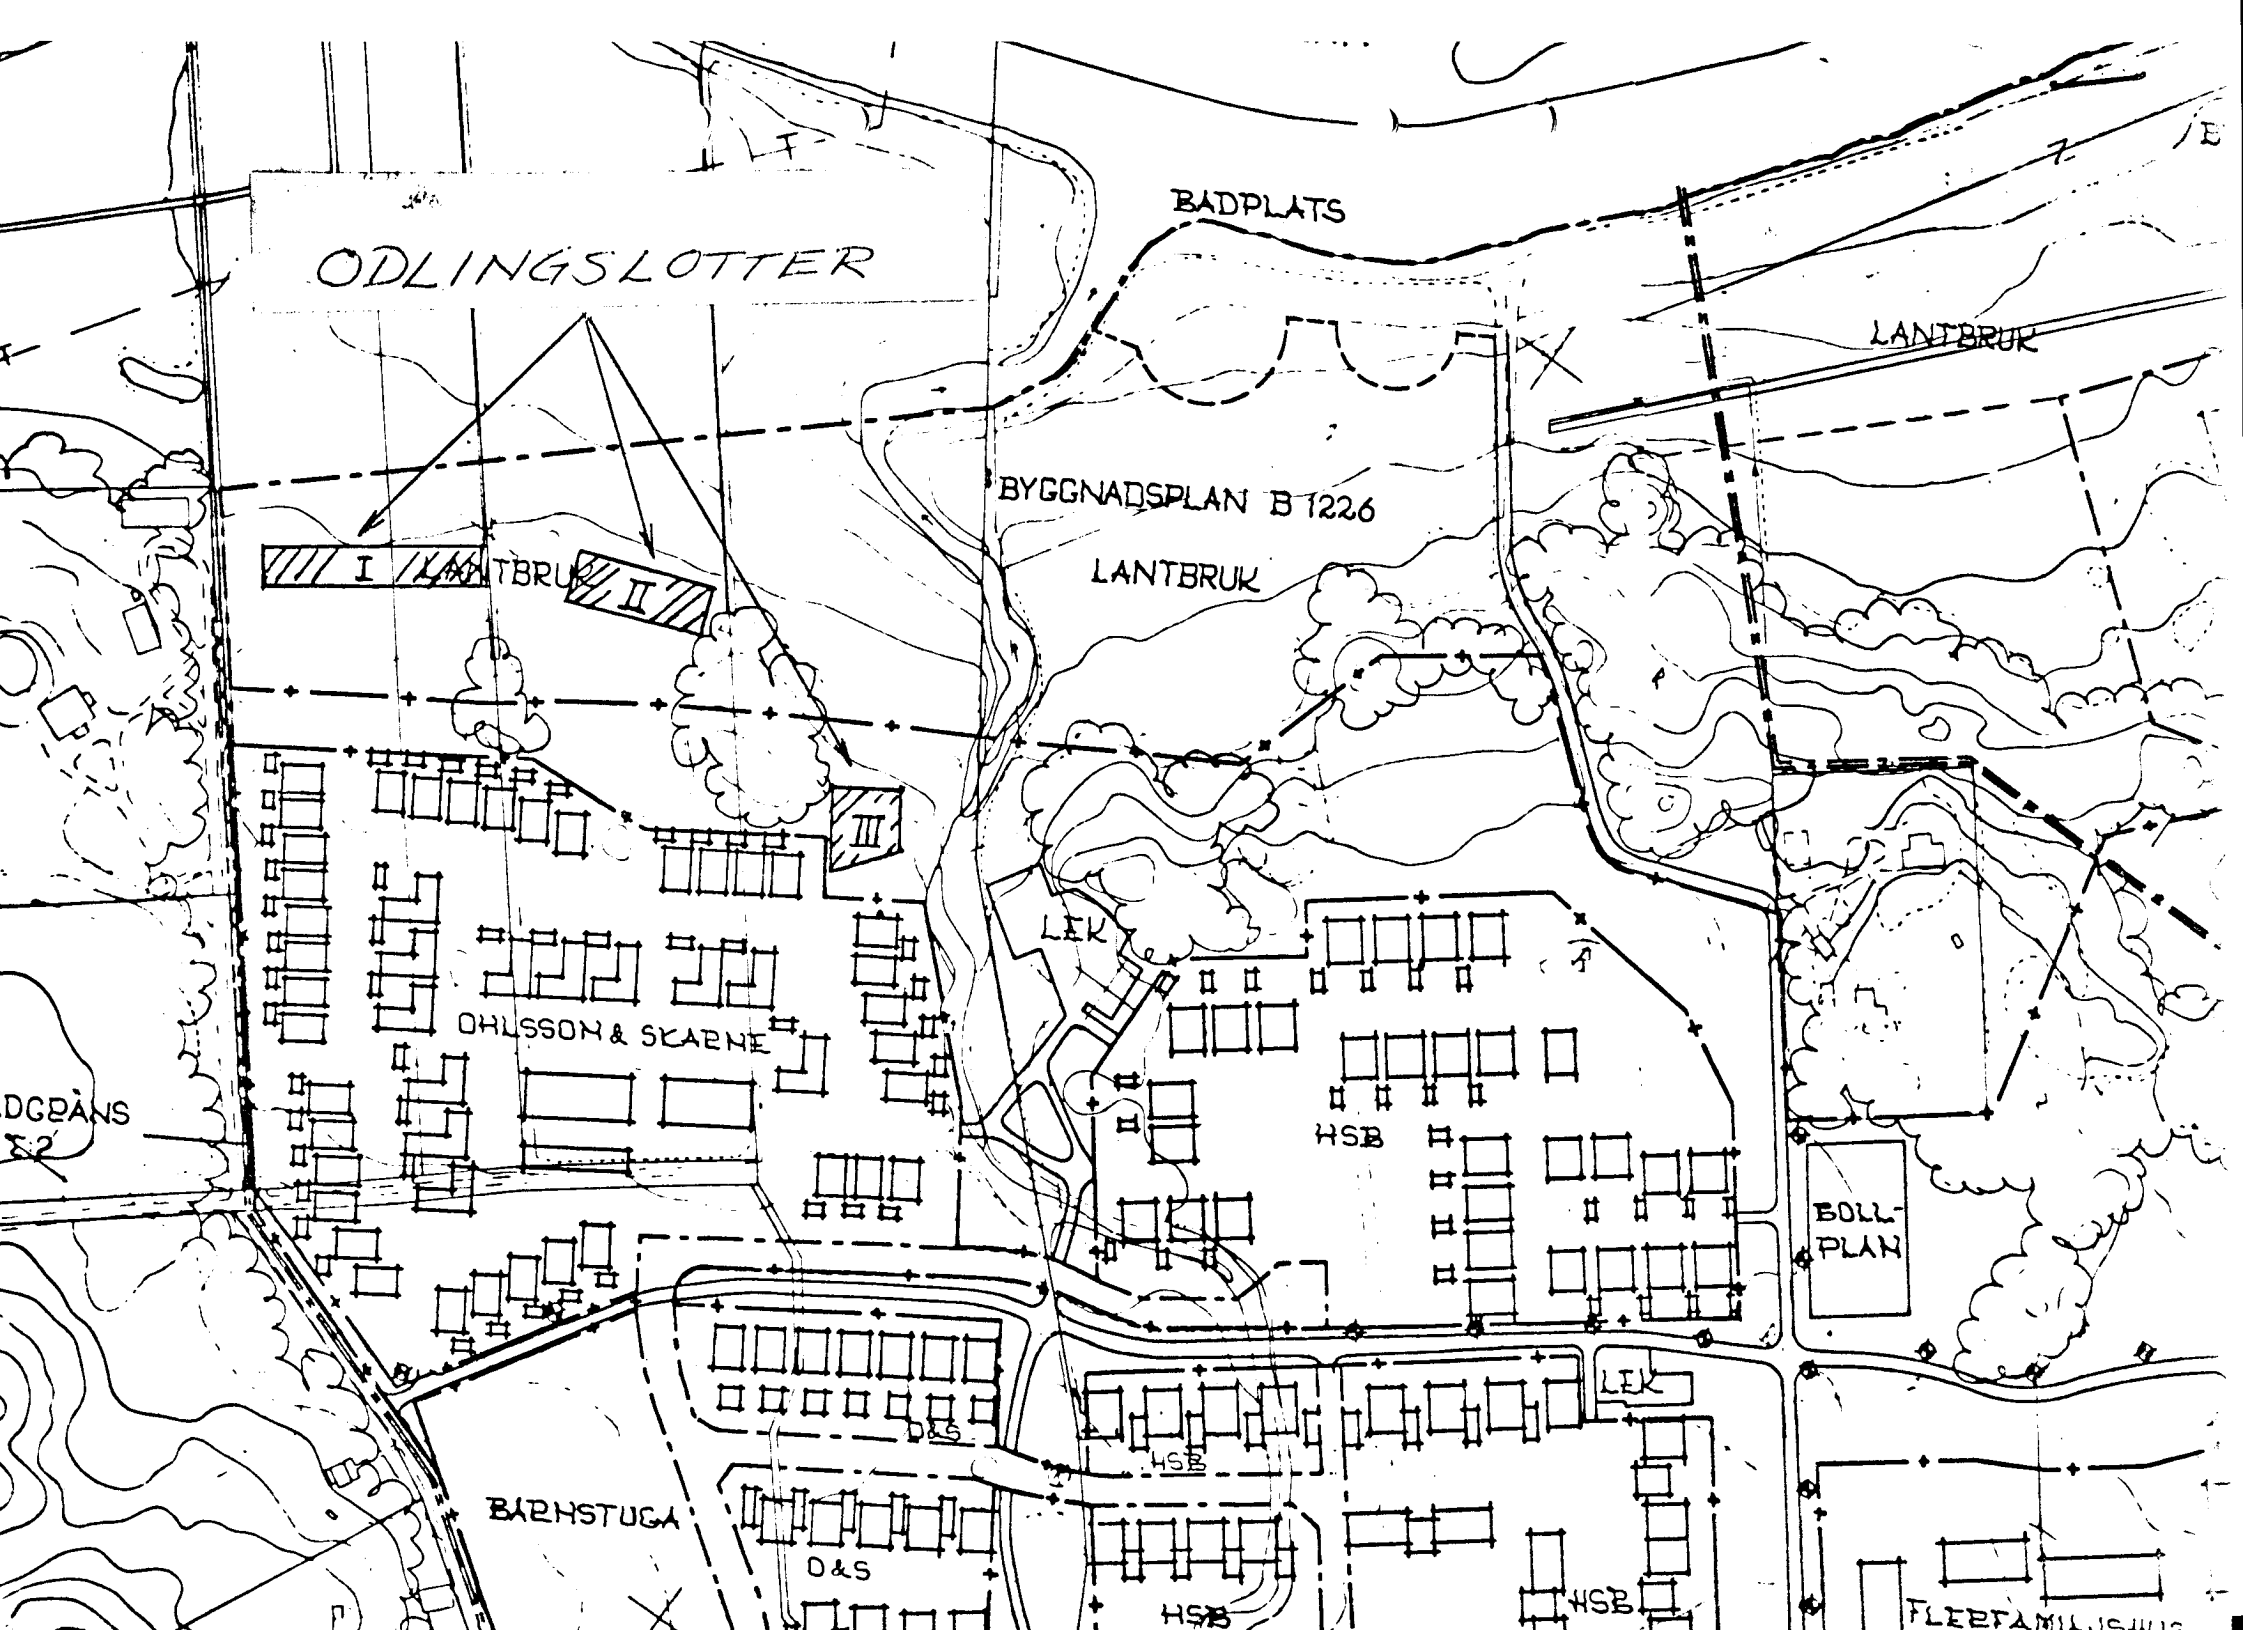 BADPLATS
ODLINGSLOTTER
LANTBRUK
BYGGNADSPLAN B 1226
I
LANTBRUK
II
LANTBRUK
III
LEK
OHLSSON & SKARNE
HSB
BOLL-
PLAN
LEK
O&S
HSB
BARNSTUGA
O&S
HSB
HSB
FLERFAMILJSHUS